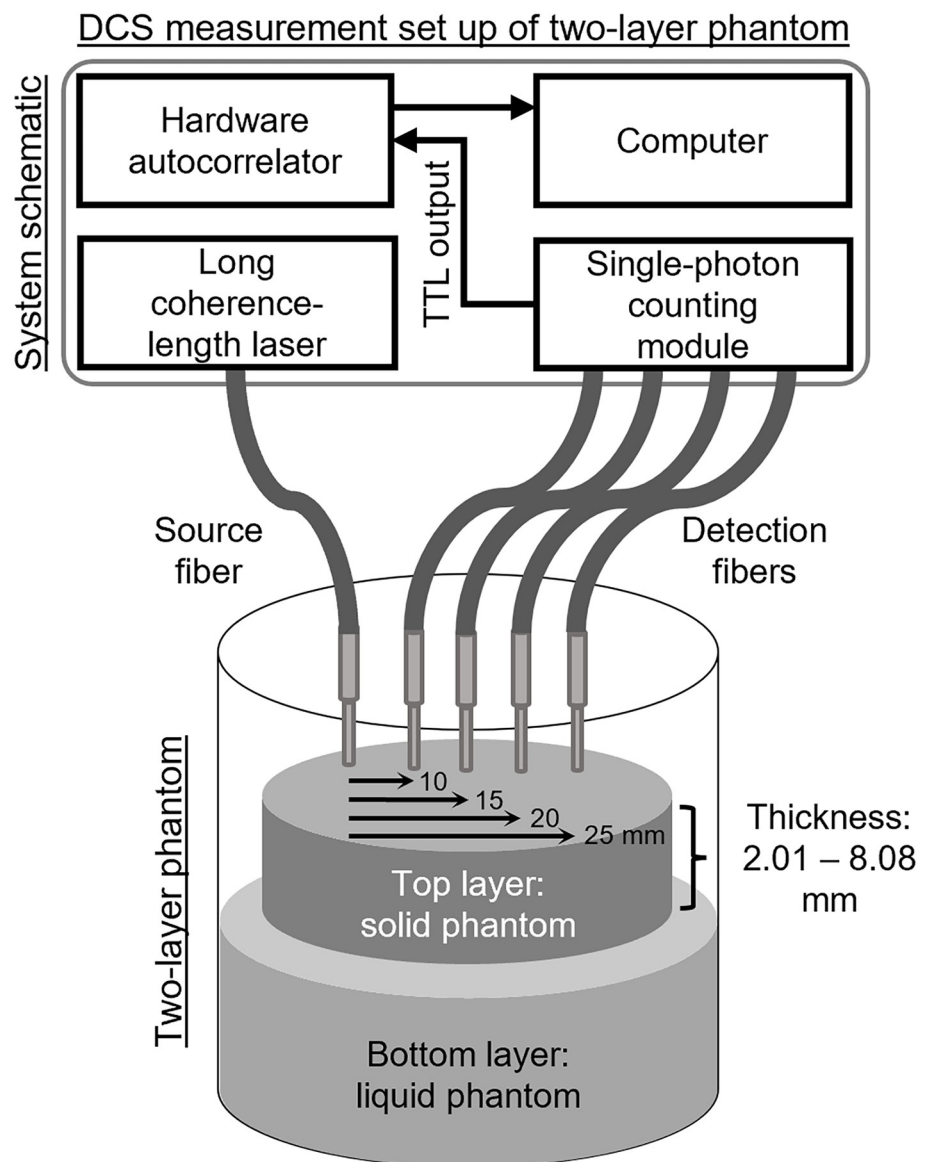 DCS measurement set up of two-layer phantom
System schematic
Hardware
autocorrelator
Computer
TTL output
Long
coherence-
length laser
Single-photon
counting
module
Source
fiber
Detection
fibers
Two-layer phantom
10
15
20
25 mm
Thickness:
2.01 – 8.08
mm
Top layer:
solid phantom
Bottom layer:
liquid phantom